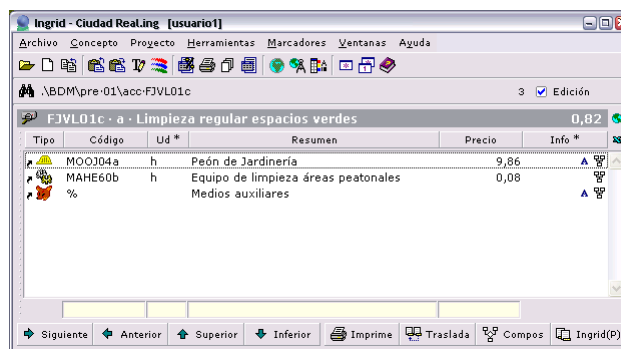 Ingrid - Ciudad Real.ing [usuario1]
Archivo Concepto Proyecto Herramientas Marcadores Ventanas Ayuda
.\BDM\pre·01\acc·FJVL01c 3 Edición
FJVL01c · a · Limpieza regular espacios verdes 0,82
Tipo Código Ud * Resumen Precio Info *
MOOJ04a h Peón de Jardinería 9,86 A
MAHE60b h Equipo de limpieza áreas peatonales 0,08
% Medios auxiliares A
Siguiente Anterior Superior Inferior Imprime Traslada Compos Ingrid(P)